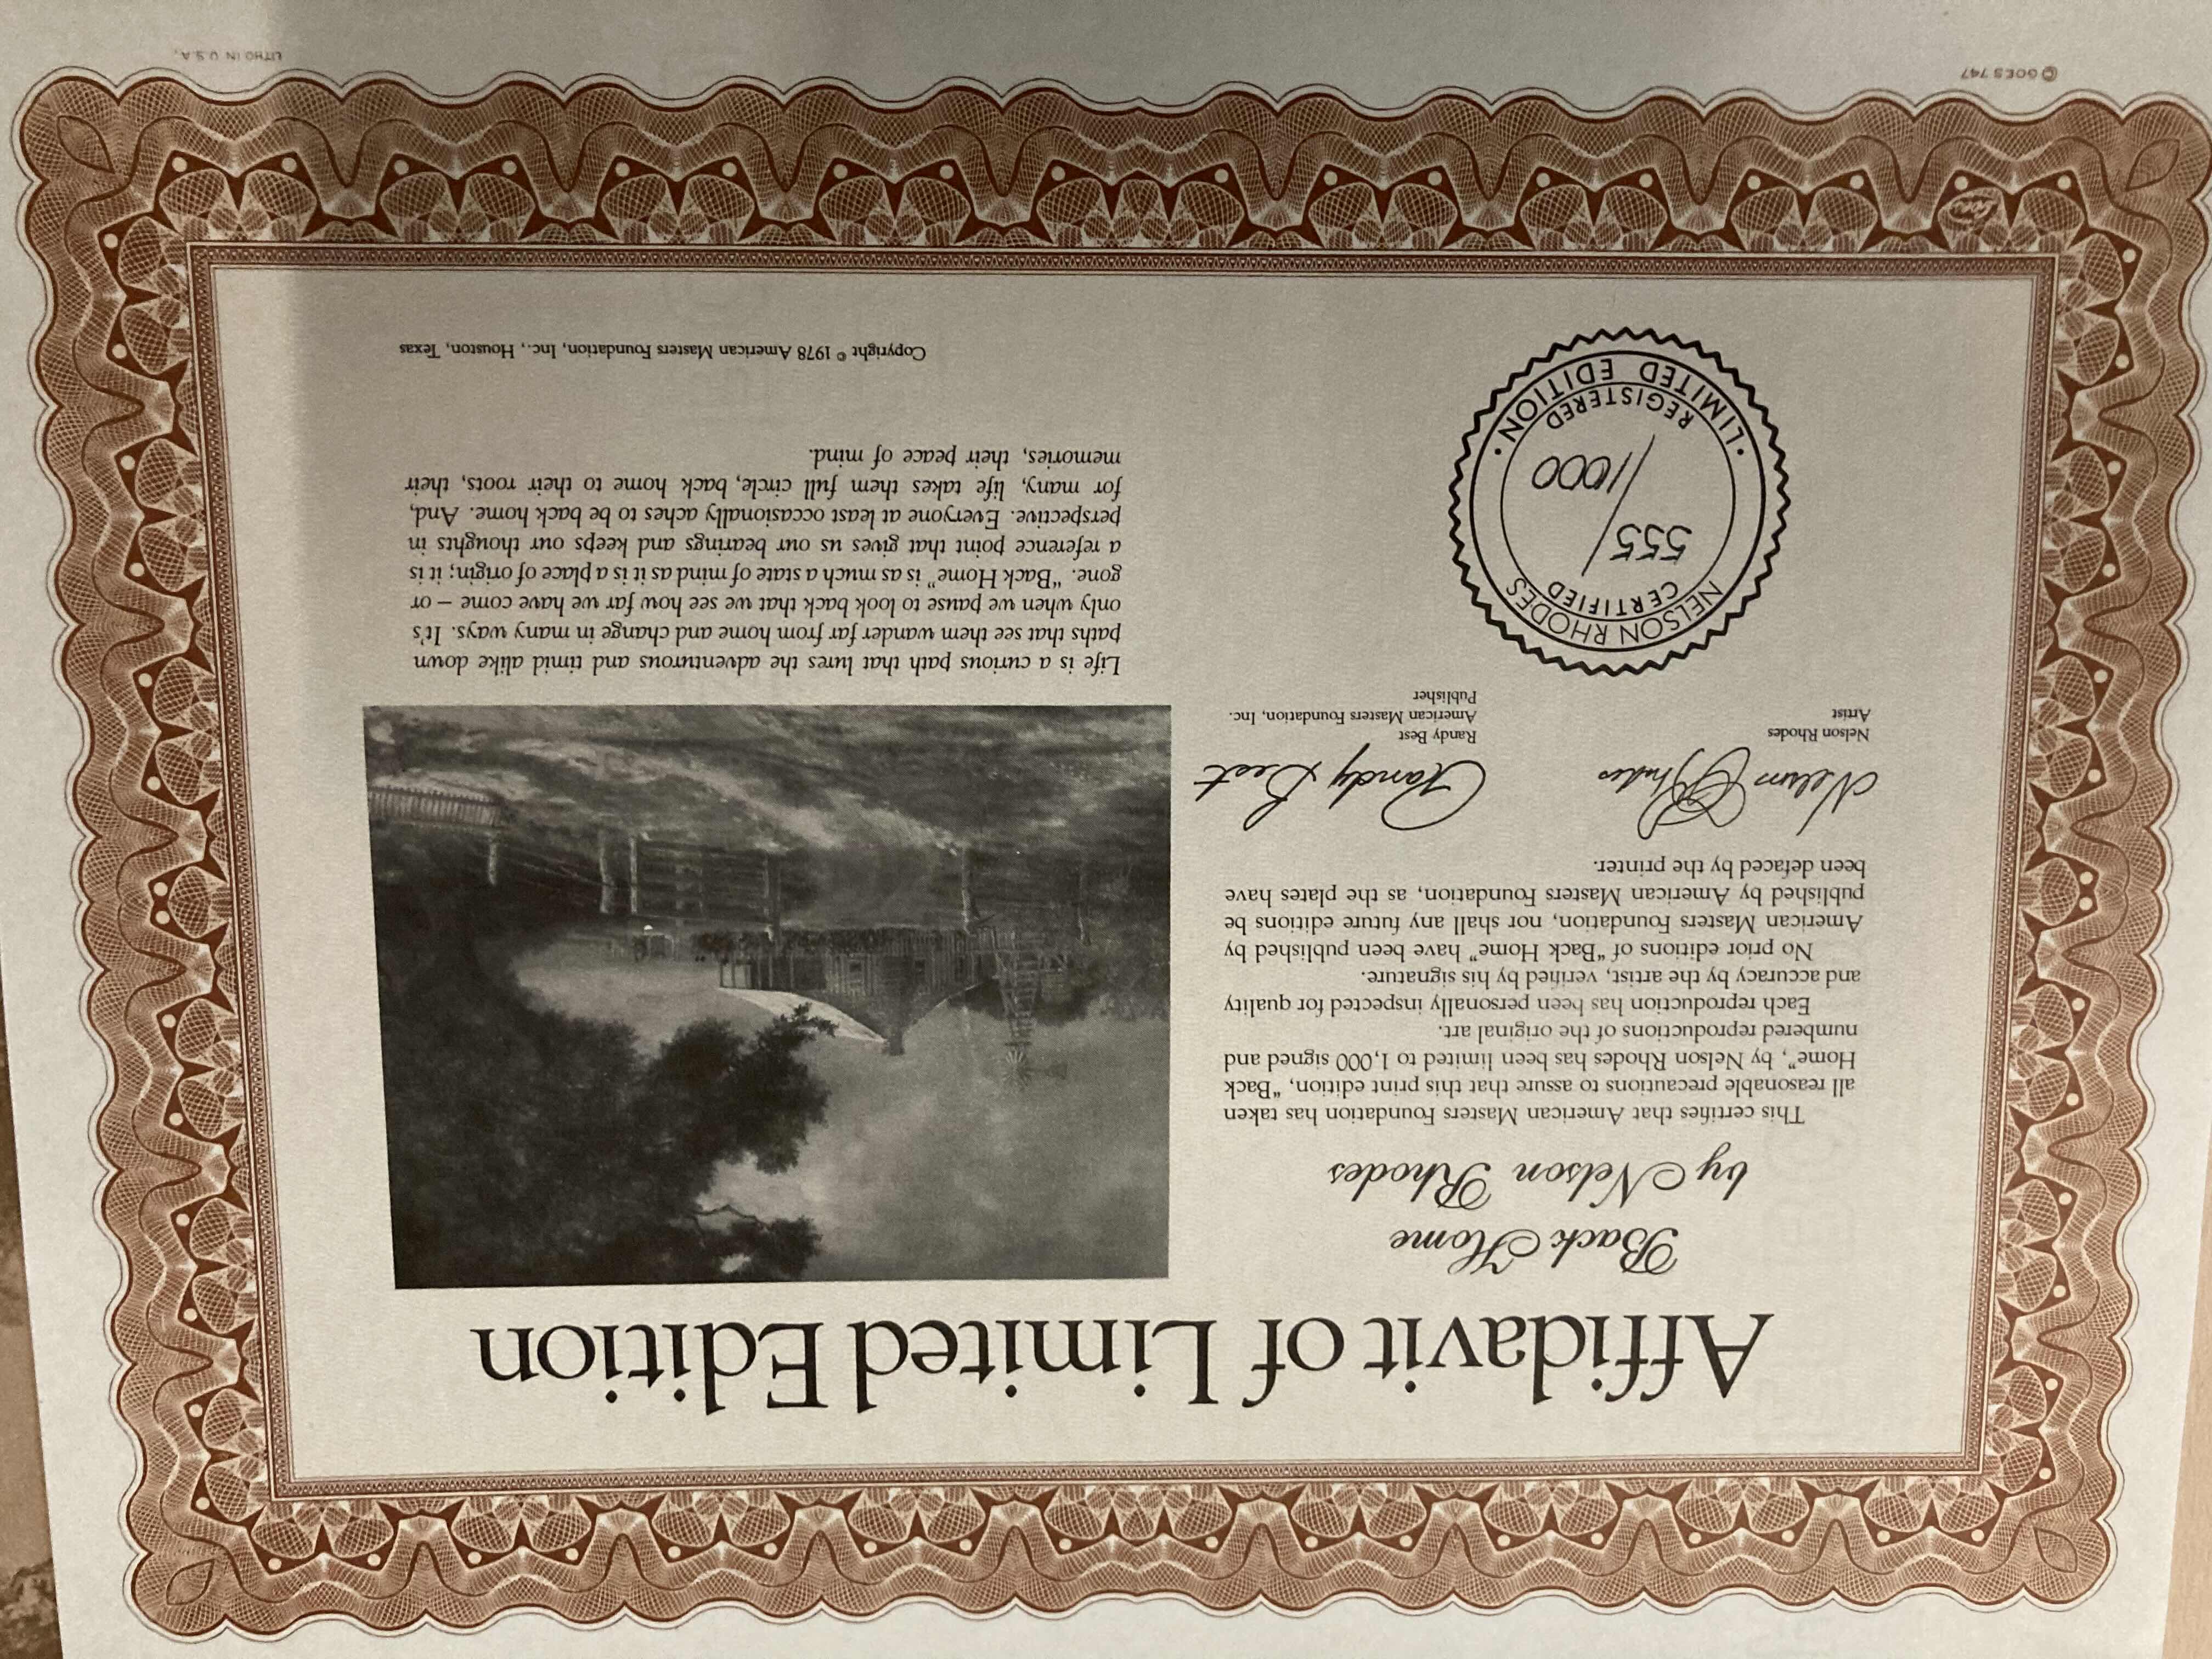 Affidavit of Limited Edition
Back Home
by Nelson Rhodes
This certifies that American Masters Foundation has taken
all reasonable precautions to assure that this print edition, "Back
Home", by Nelson Rhodes has been limited to 1,000 signed and
numbered reproductions of the original art.
Each reproduction has been personally inspected for quality
and accuracy by the artist, verified by his signature.
No prior editions of "Back Home" have been published by
American Masters Foundation, nor shall any future editions be
published by American Masters Foundation, as the plates have
been defaced by the printer.
Nelson Rhodes
Randy Best
Nelson Rhodes
Artist
Randy Best
American Masters Foundation, Inc.
Publisher
NELSON RHODES
CERTIFIED
555
/1000
REGISTERED
· LIMITED EDITION ·
Life is a curious path that lures the adventurous and timid alike down
paths that see them wander far from home and change in many ways. It's
only when we pause to look back that we see how far we have come – or
gone. "Back Home" is as much a state of mind as it is a place of origin; it is
a reference point that gives us our bearings and keeps our thoughts in
perspective. Everyone at least occasionally aches to be back home. And,
for many, life takes them full circle, back home to their roots, their
memories, their peace of mind.
Copyright © 1978 American Masters Foundation, Inc., Houston, Texas
© GOES 747
LITHO IN U.S.A.